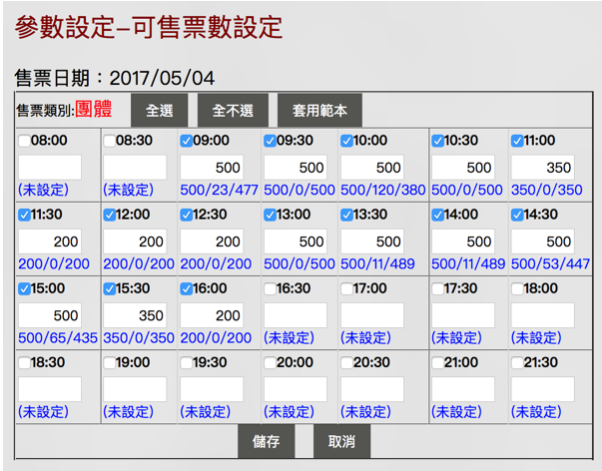 參數設定–可售票數設定
售票日期：2017/05/04
售票類別:團體 全選 全不選 套用範本
08:00 08:30 09:00 09:30 10:00 10:30 11:00
500 500 500 500 350
(未設定) (未設定) 500/23/477 500/0/500 500/120/380 500/0/500 350/0/350
11:30 12:00 12:30 13:00 13:30 14:00 14:30
200 200 200 500 500 500 500
200/0/200 200/0/200 200/0/200 500/0/500 500/11/489 500/11/489 500/53/447
15:00 15:30 16:00 16:30 17:00 17:30 18:00
500 350 200
500/65/435 350/0/350 200/0/200 (未設定) (未設定) (未設定) (未設定)
18:30 19:00 19:30 20:00 20:30 21:00 21:30
(未設定) (未設定) (未設定) (未設定) (未設定) (未設定) (未設定)
儲存 取消